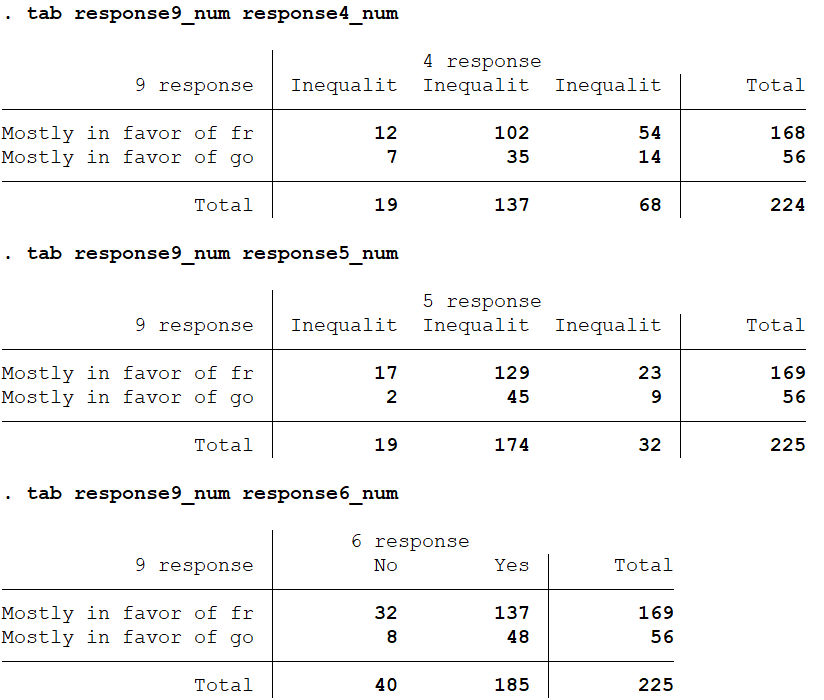 . tab response9_num response4_num
4 response
9 response Inequalit Inequalit Inequalit Total
Mostly in favor of fr 12 102 54 168
Mostly in favor of go 7 35 14 56
Total 19 137 68 224
. tab response9_num response5_num
5 response
9 response Inequalit Inequalit Inequalit Total
Mostly in favor of fr 17 129 23 169
Mostly in favor of go 2 45 9 56
Total 19 174 32 225
. tab response9_num response6_num
6 response
9 response No Yes Total
Mostly in favor of fr 32 137 169
Mostly in favor of go 8 48 56
Total 40 185 225